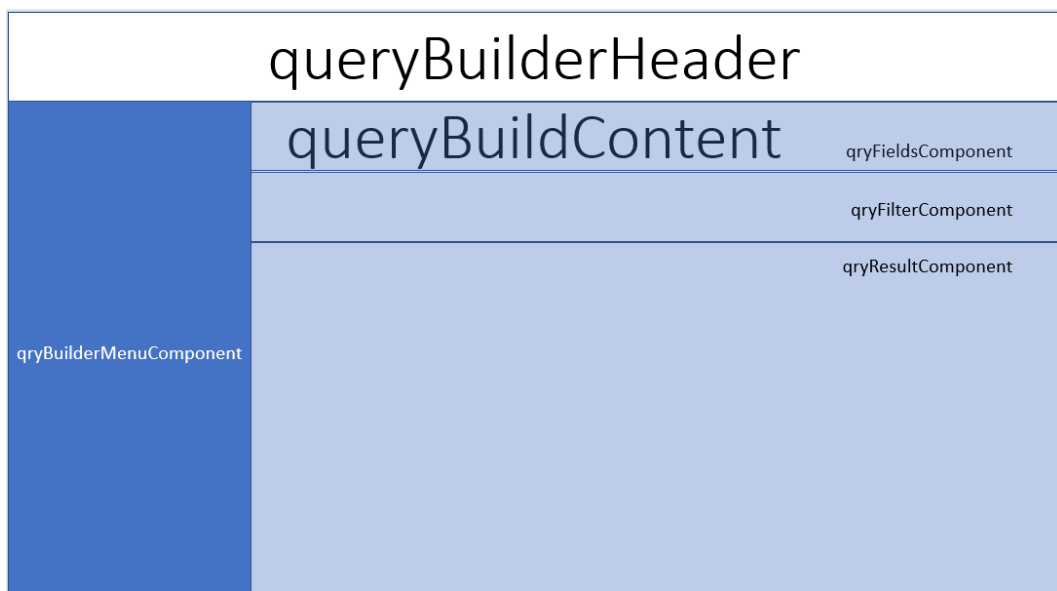 queryBuilderHeader
queryBuildContent
qryFieldsComponent
qryFilterComponent
qryResultComponent
qryBuilderMenuComponent